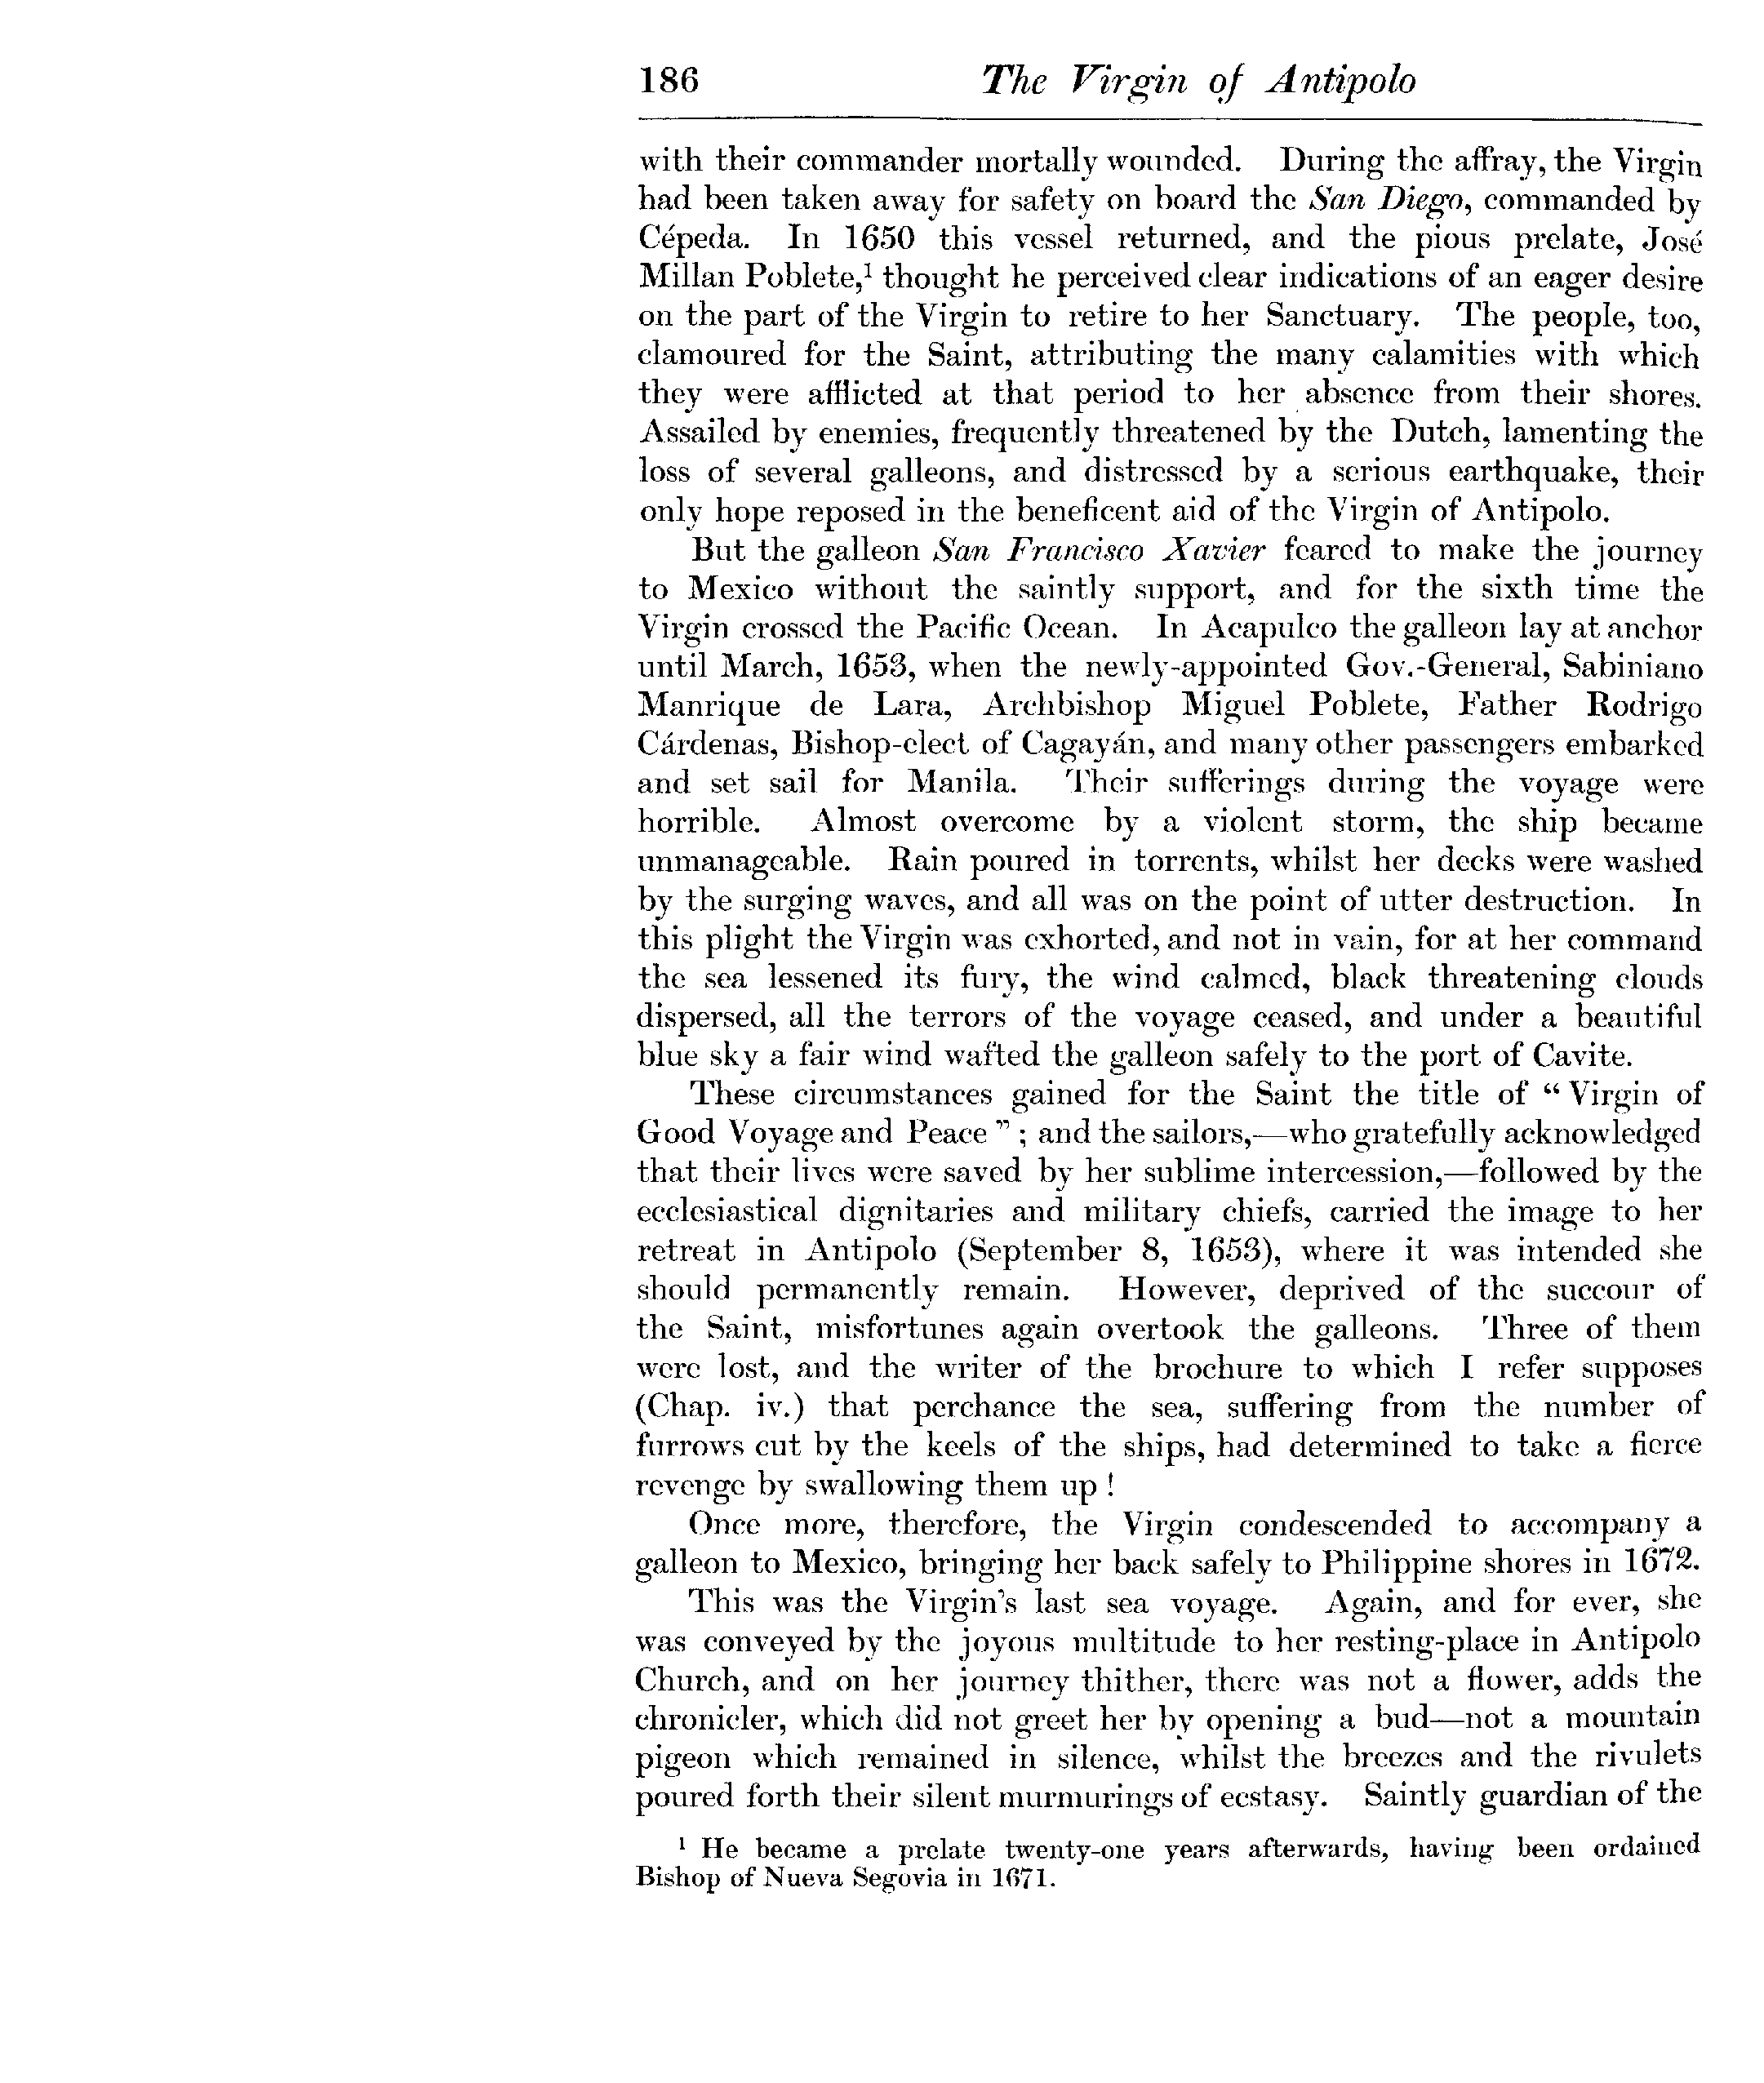 186 The Virgin of Antipolo
with their commander mortally wounded. During the affray, the Virgin
had been taken away for safety on board the San Diego, commanded by
Cépeda. In 1650 this vessel returned, and the pious prelate, José
Millan Poblete,¹ thought he perceived clear indications of an eager desire
on the part of the Virgin to retire to her Sanctuary. The people, too,
clamoured for the Saint, attributing the many calamities with which
they were afflicted at that period to her absence from their shores.
Assailed by enemies, frequently threatened by the Dutch, lamenting the
loss of several galleons, and distressed by a serious earthquake, their
only hope reposed in the beneficent aid of the Virgin of Antipolo.
But the galleon San Francisco Xavier feared to make the journey
to Mexico without the saintly support, and for the sixth time the
Virgin crossed the Pacific Ocean. In Acapulco the galleon lay at anchor
until March, 1653, when the newly-appointed Gov.-General, Sabiniano
Manrique de Lara, Archbishop Miguel Poblete, Father Rodrigo
Cárdenas, Bishop-elect of Cagayán, and many other passengers embarked
and set sail for Manila. Their sufferings during the voyage were
horrible. Almost overcome by a violent storm, the ship became
unmanageable. Rain poured in torrents, whilst her decks were washed
by the surging waves, and all was on the point of utter destruction. In
this plight the Virgin was exhorted, and not in vain, for at her command
the sea lessened its fury, the wind calmed, black threatening clouds
dispersed, all the terrors of the voyage ceased, and under a beautiful
blue sky a fair wind wafted the galleon safely to the port of Cavite.
These circumstances gained for the Saint the title of “ Virgin of
Good Voyage and Peace ” ; and the sailors,—who gratefully acknowledged
that their lives were saved by her sublime intercession,—followed by the
ecclesiastical dignitaries and military chiefs, carried the image to her
retreat in Antipolo (September 8, 1653), where it was intended she
should permanently remain. However, deprived of the succour of
the Saint, misfortunes again overtook the galleons. Three of them
were lost, and the writer of the brochure to which I refer supposes
(Chap. iv.) that perchance the sea, suffering from the number of
furrows cut by the keels of the ships, had determined to take a fierce
revenge by swallowing them up !
Once more, therefore, the Virgin condescended to accompany a
galleon to Mexico, bringing her back safely to Philippine shores in 1672.
This was the Virgin's last sea voyage. Again, and for ever, she
was conveyed by the joyous multitude to her resting-place in Antipolo
Church, and on her journey thither, there was not a flower, adds the
chronicler, which did not greet her by opening a bud—not a mountain
pigeon which remained in silence, whilst the breezes and the rivulets
poured forth their silent murmurings of ecstasy. Saintly guardian of the
¹ He became a prelate twenty-one years afterwards, having been ordained
Bishop of Nueva Segovia in 1671.